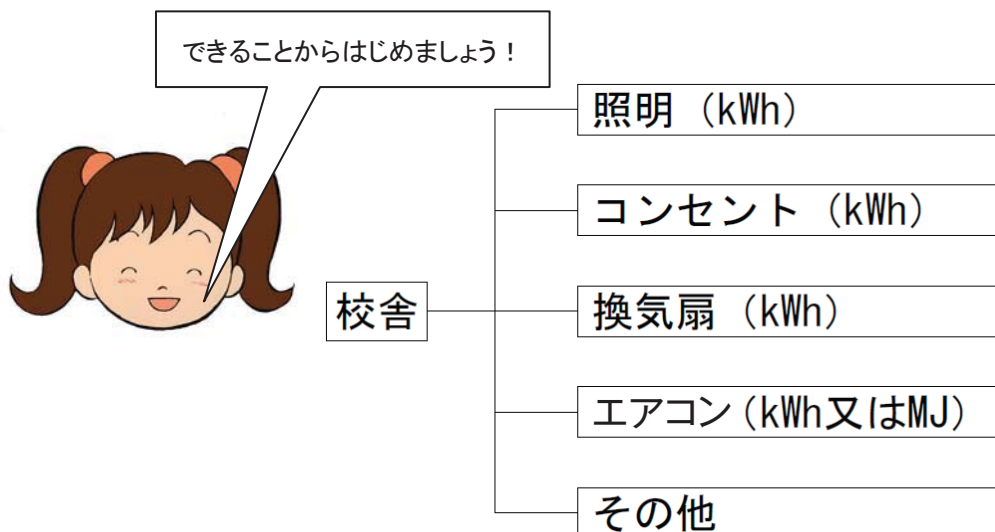 できることからはじめましょう！
校舎
照明（kWh）
コンセント（kWh）
換気扇（kWh）
エアコン（kWh又はMJ）
その他